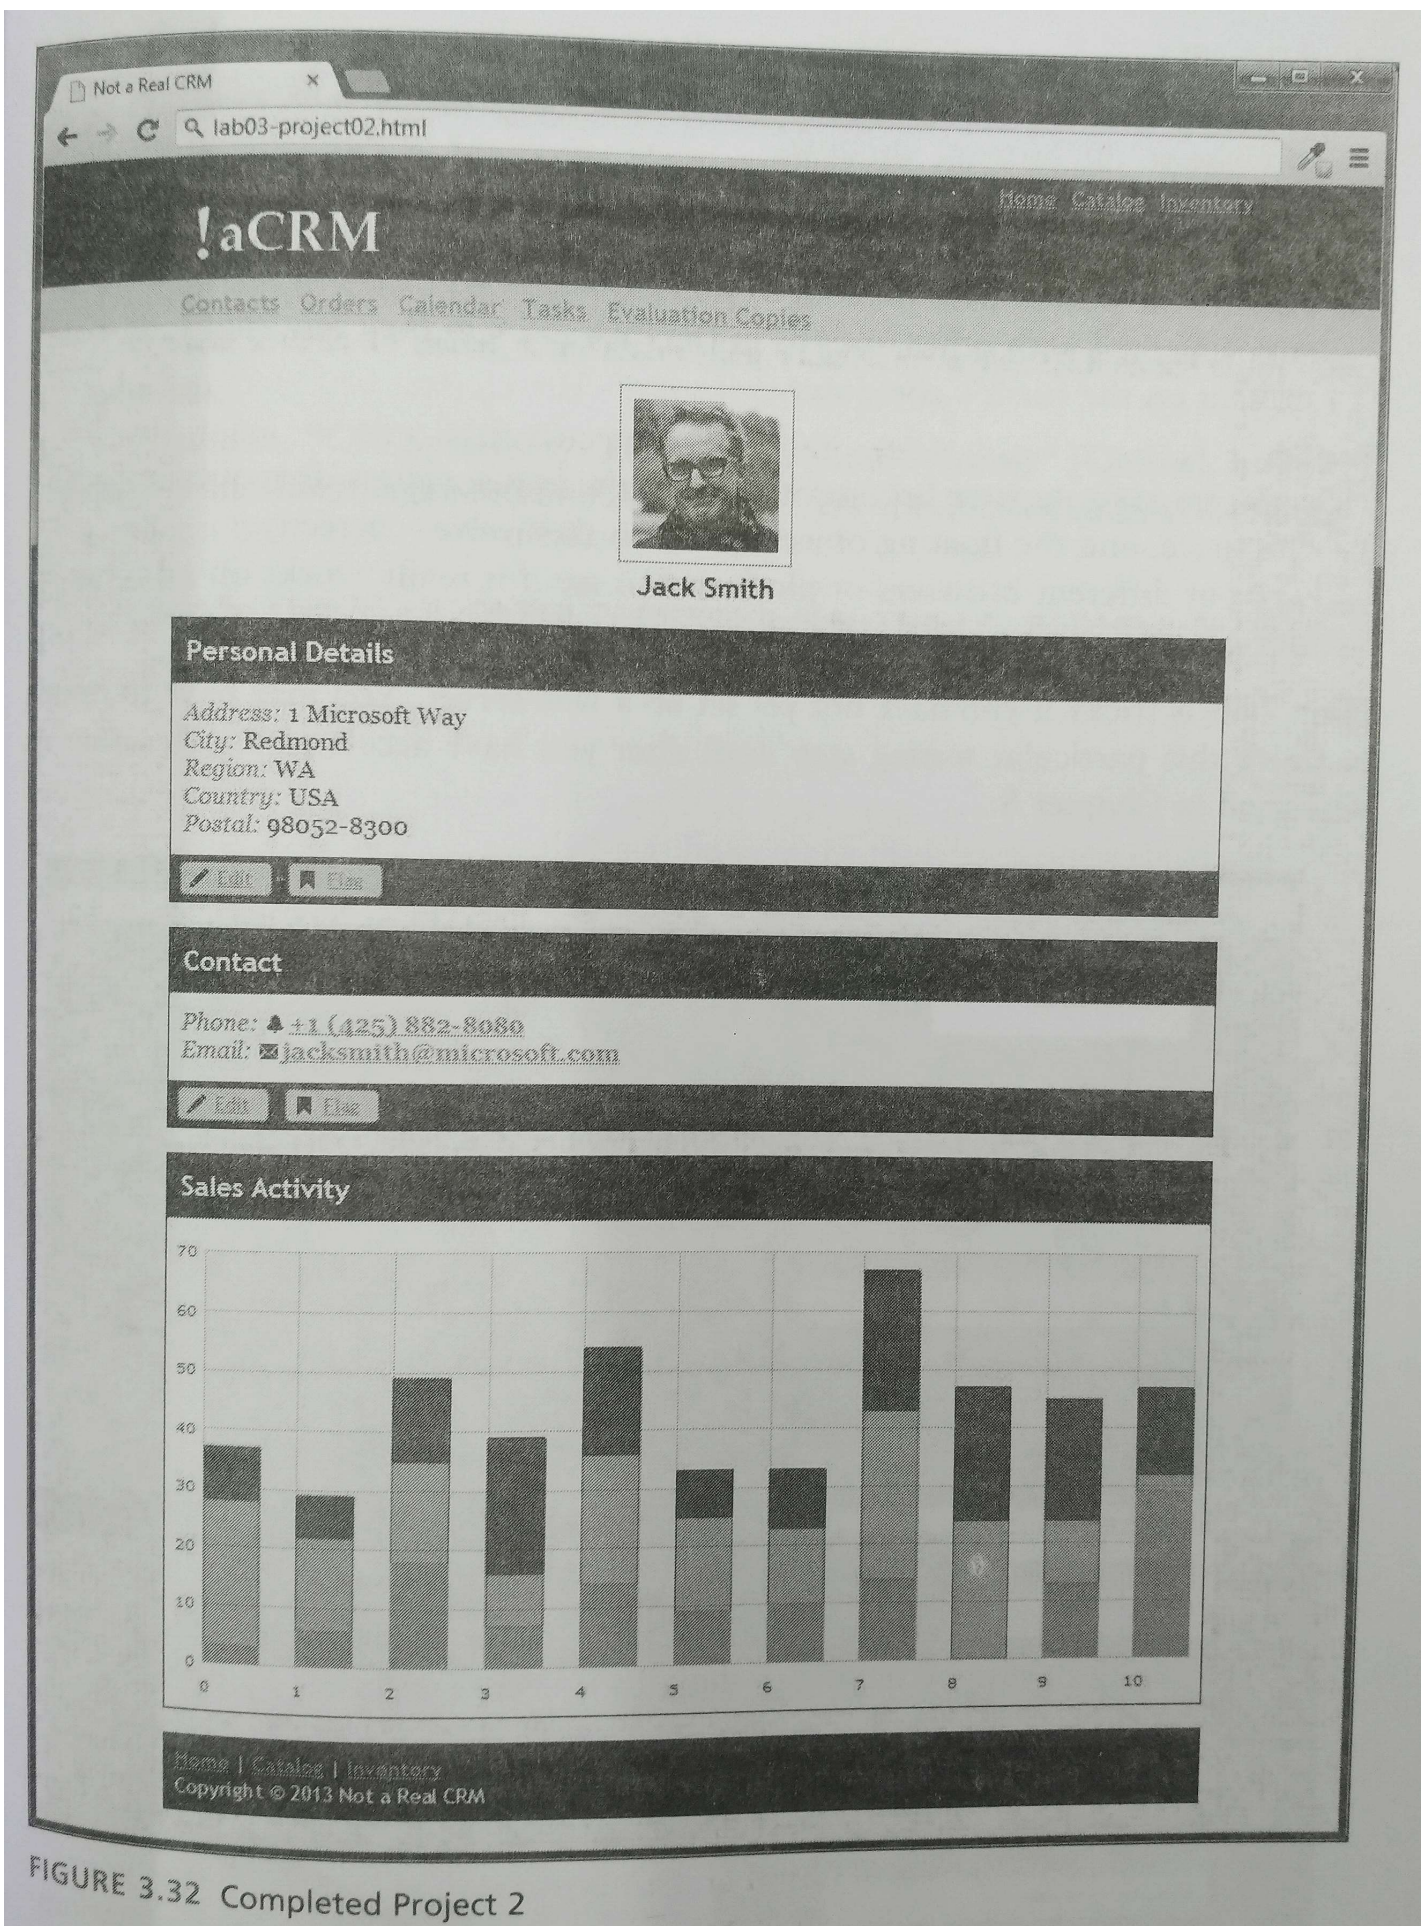 Not a Real CRM
lab03-project02.html
Home Catalog Inventory
!aCRM
Contacts Orders Calendar Tasks Evaluation Copies
Jack Smith
Personal Details
Address: 1 Microsoft Way
City: Redmond
Region: WA
Country: USA
Postal: 98052-8300
Edit Flag
Contact
Phone: +1 (425) 882-8080
Email: jacksmith@microsoft.com
Edit Flag
Sales Activity
70
60
50
40
30
20
10
0
0 1 2 3 4 5 6 7 8 9 10
Home | Catalog | Inventory
Copyright © 2013 Not a Real CRM
FIGURE 3.32 Completed Project 2